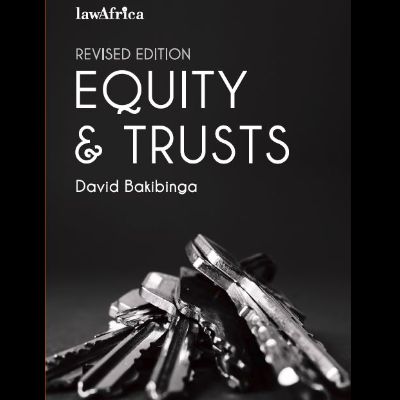 lawAfrica
REVISED EDITION
EQUITY
& TRUSTS
David Bakibinga